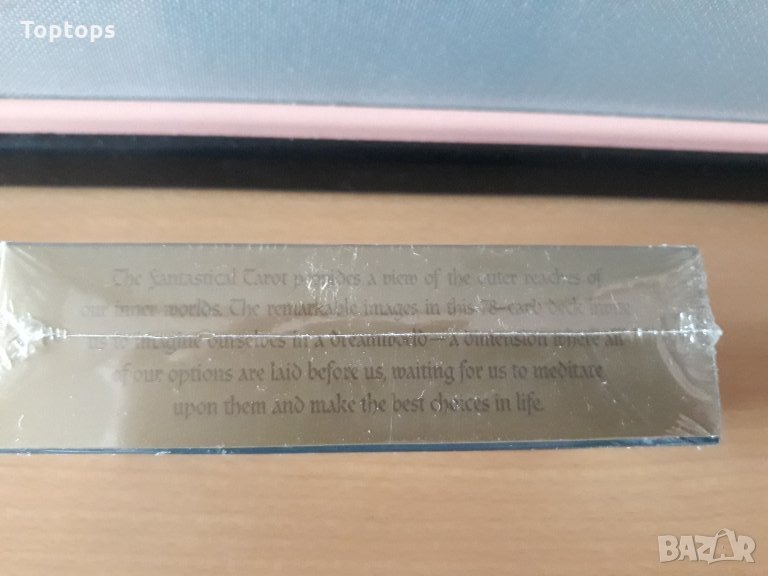 Toptops
The Fantastical Tarot provides a view of the outer reaches of
our inner worlds. The remarkable images in this 78-card deck invite
us to imagine ourselves in a dreamworld—a dimension where all
of our options are laid before us, waiting for us to meditate
upon them and make the best choices in life.
BAZAR